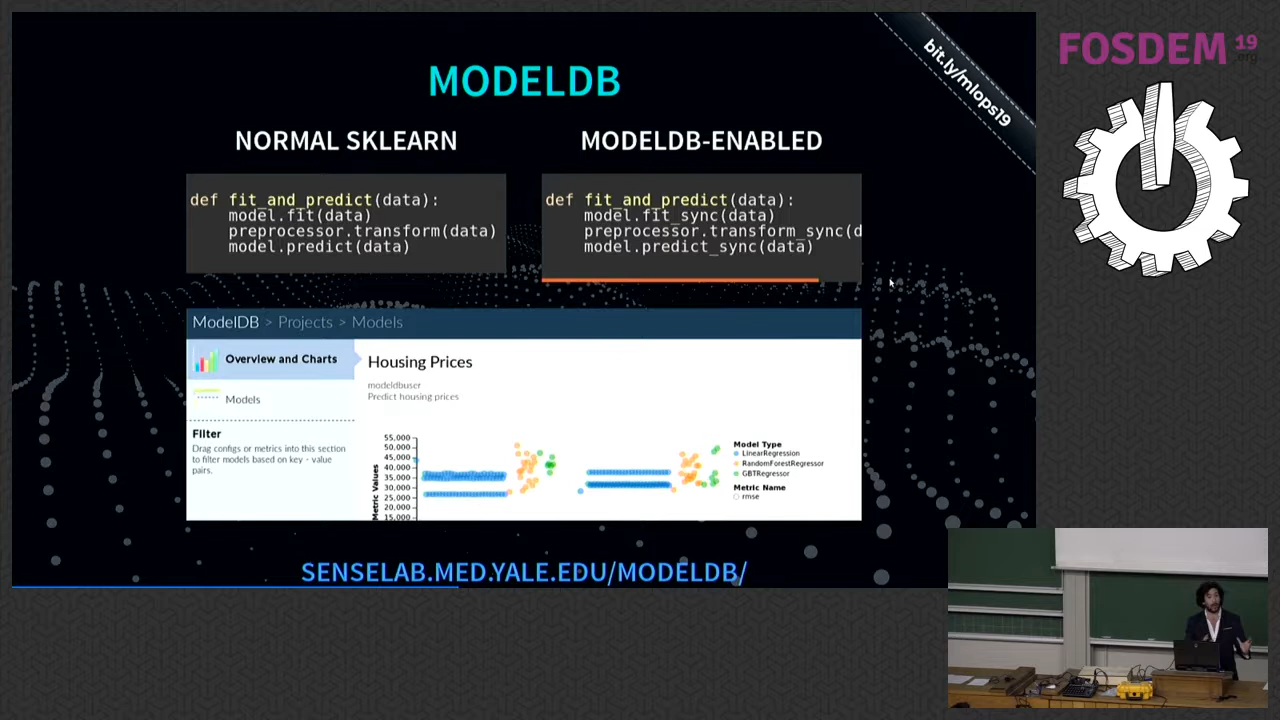 MODELDB
bit.ly/mlops19
FOSDEM 19
.org
NORMAL SKLEARN
MODELDB-ENABLED
def fit_and_predict(data):
model.fit(data)
preprocessor.transform(data)
model.predict(data)
def fit_and_predict(data):
model.fit_sync(data)
preprocessor.transform_sync(d
model.predict_sync(data)
ModelDB > Projects > Models
Overview and Charts
Models
Filter
Drag configs or metrics into this section
to filter models based on key - value
pairs.
Housing Prices
modeldbuser
Predict housing prices
Metric Values
55,000
50,000
45,000
40,000
35,000
30,000
25,000
20,000
15,000
Model Type
LinearRegression
RandomForestRegressor
GBTRegressor
Metric Name
rmse
SENSELAB.MED.YALE.EDU/MODELDB/